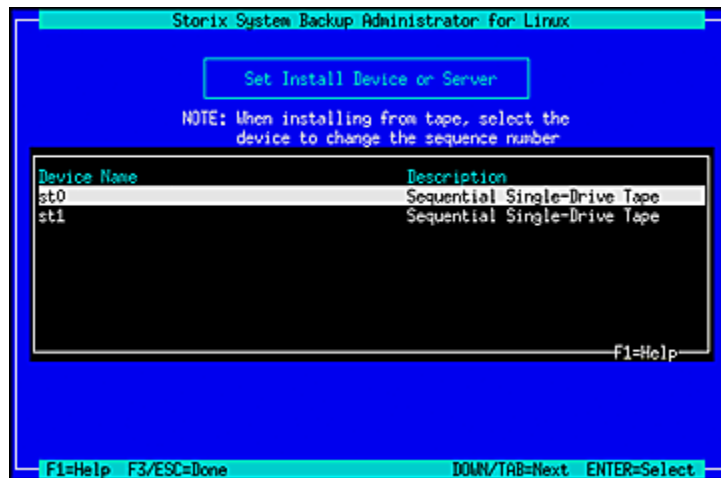 Storix System Backup Administrator for Linux
Set Install Device or Server
NOTE: When installing from tape, select the
device to change the sequence number
Device Name Description
st0 Sequential Single-Drive Tape
st1 Sequential Single-Drive Tape
F1=Help
F1=Help F3/ESC=Done DOWN/TAB=Next ENTER=Select